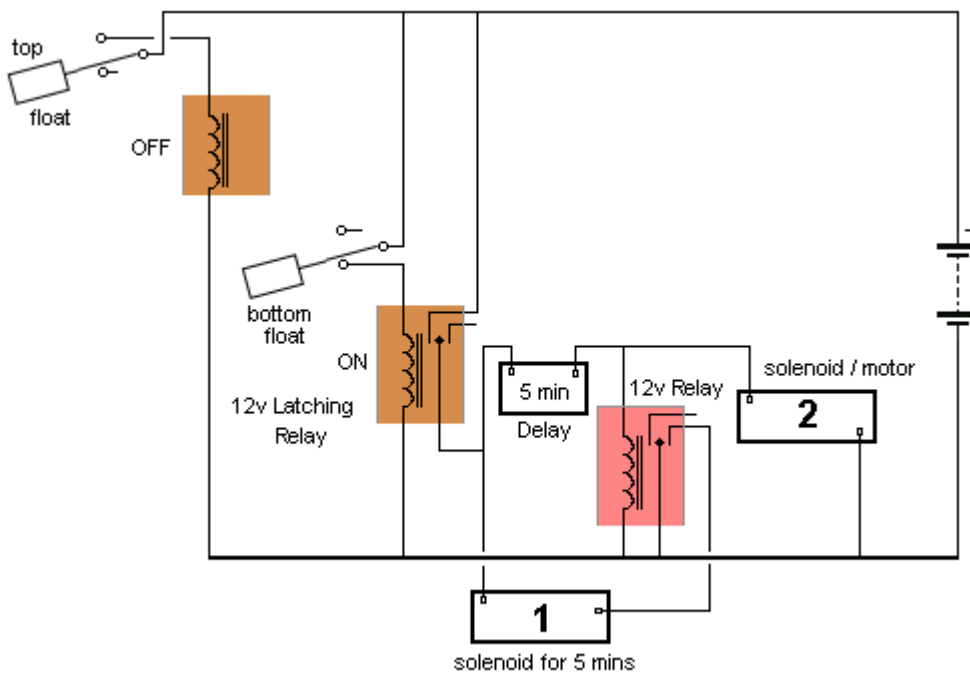 top
float
OFF
bottom
float
ON
12v Latching
Relay
5 min
Delay
12v Relay
solenoid / motor
2
1
solenoid for 5 mins